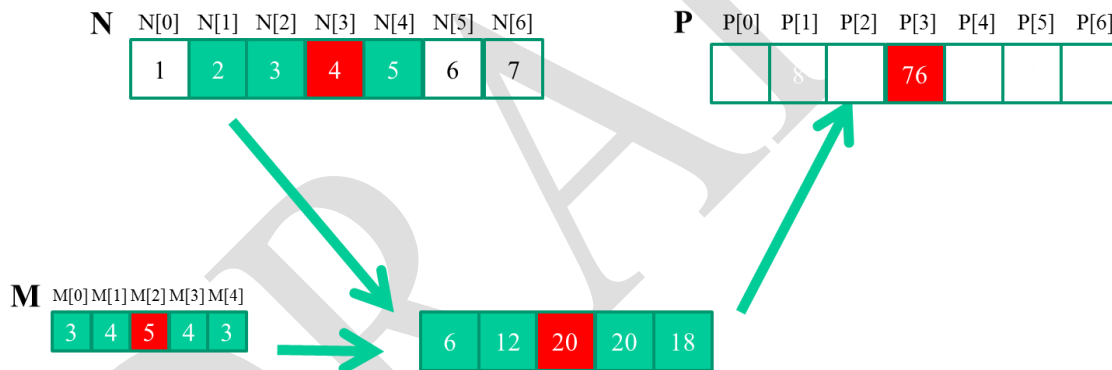 N N[0] N[1] N[2] N[3] N[4] N[5] N[6]
1 2 3 4 5 6 7
P P[0] P[1] P[2] P[3] P[4] P[5] P[6]
8 76
M M[0] M[1] M[2] M[3] M[4]
3 4 5 4 3
6 12 20 20 18